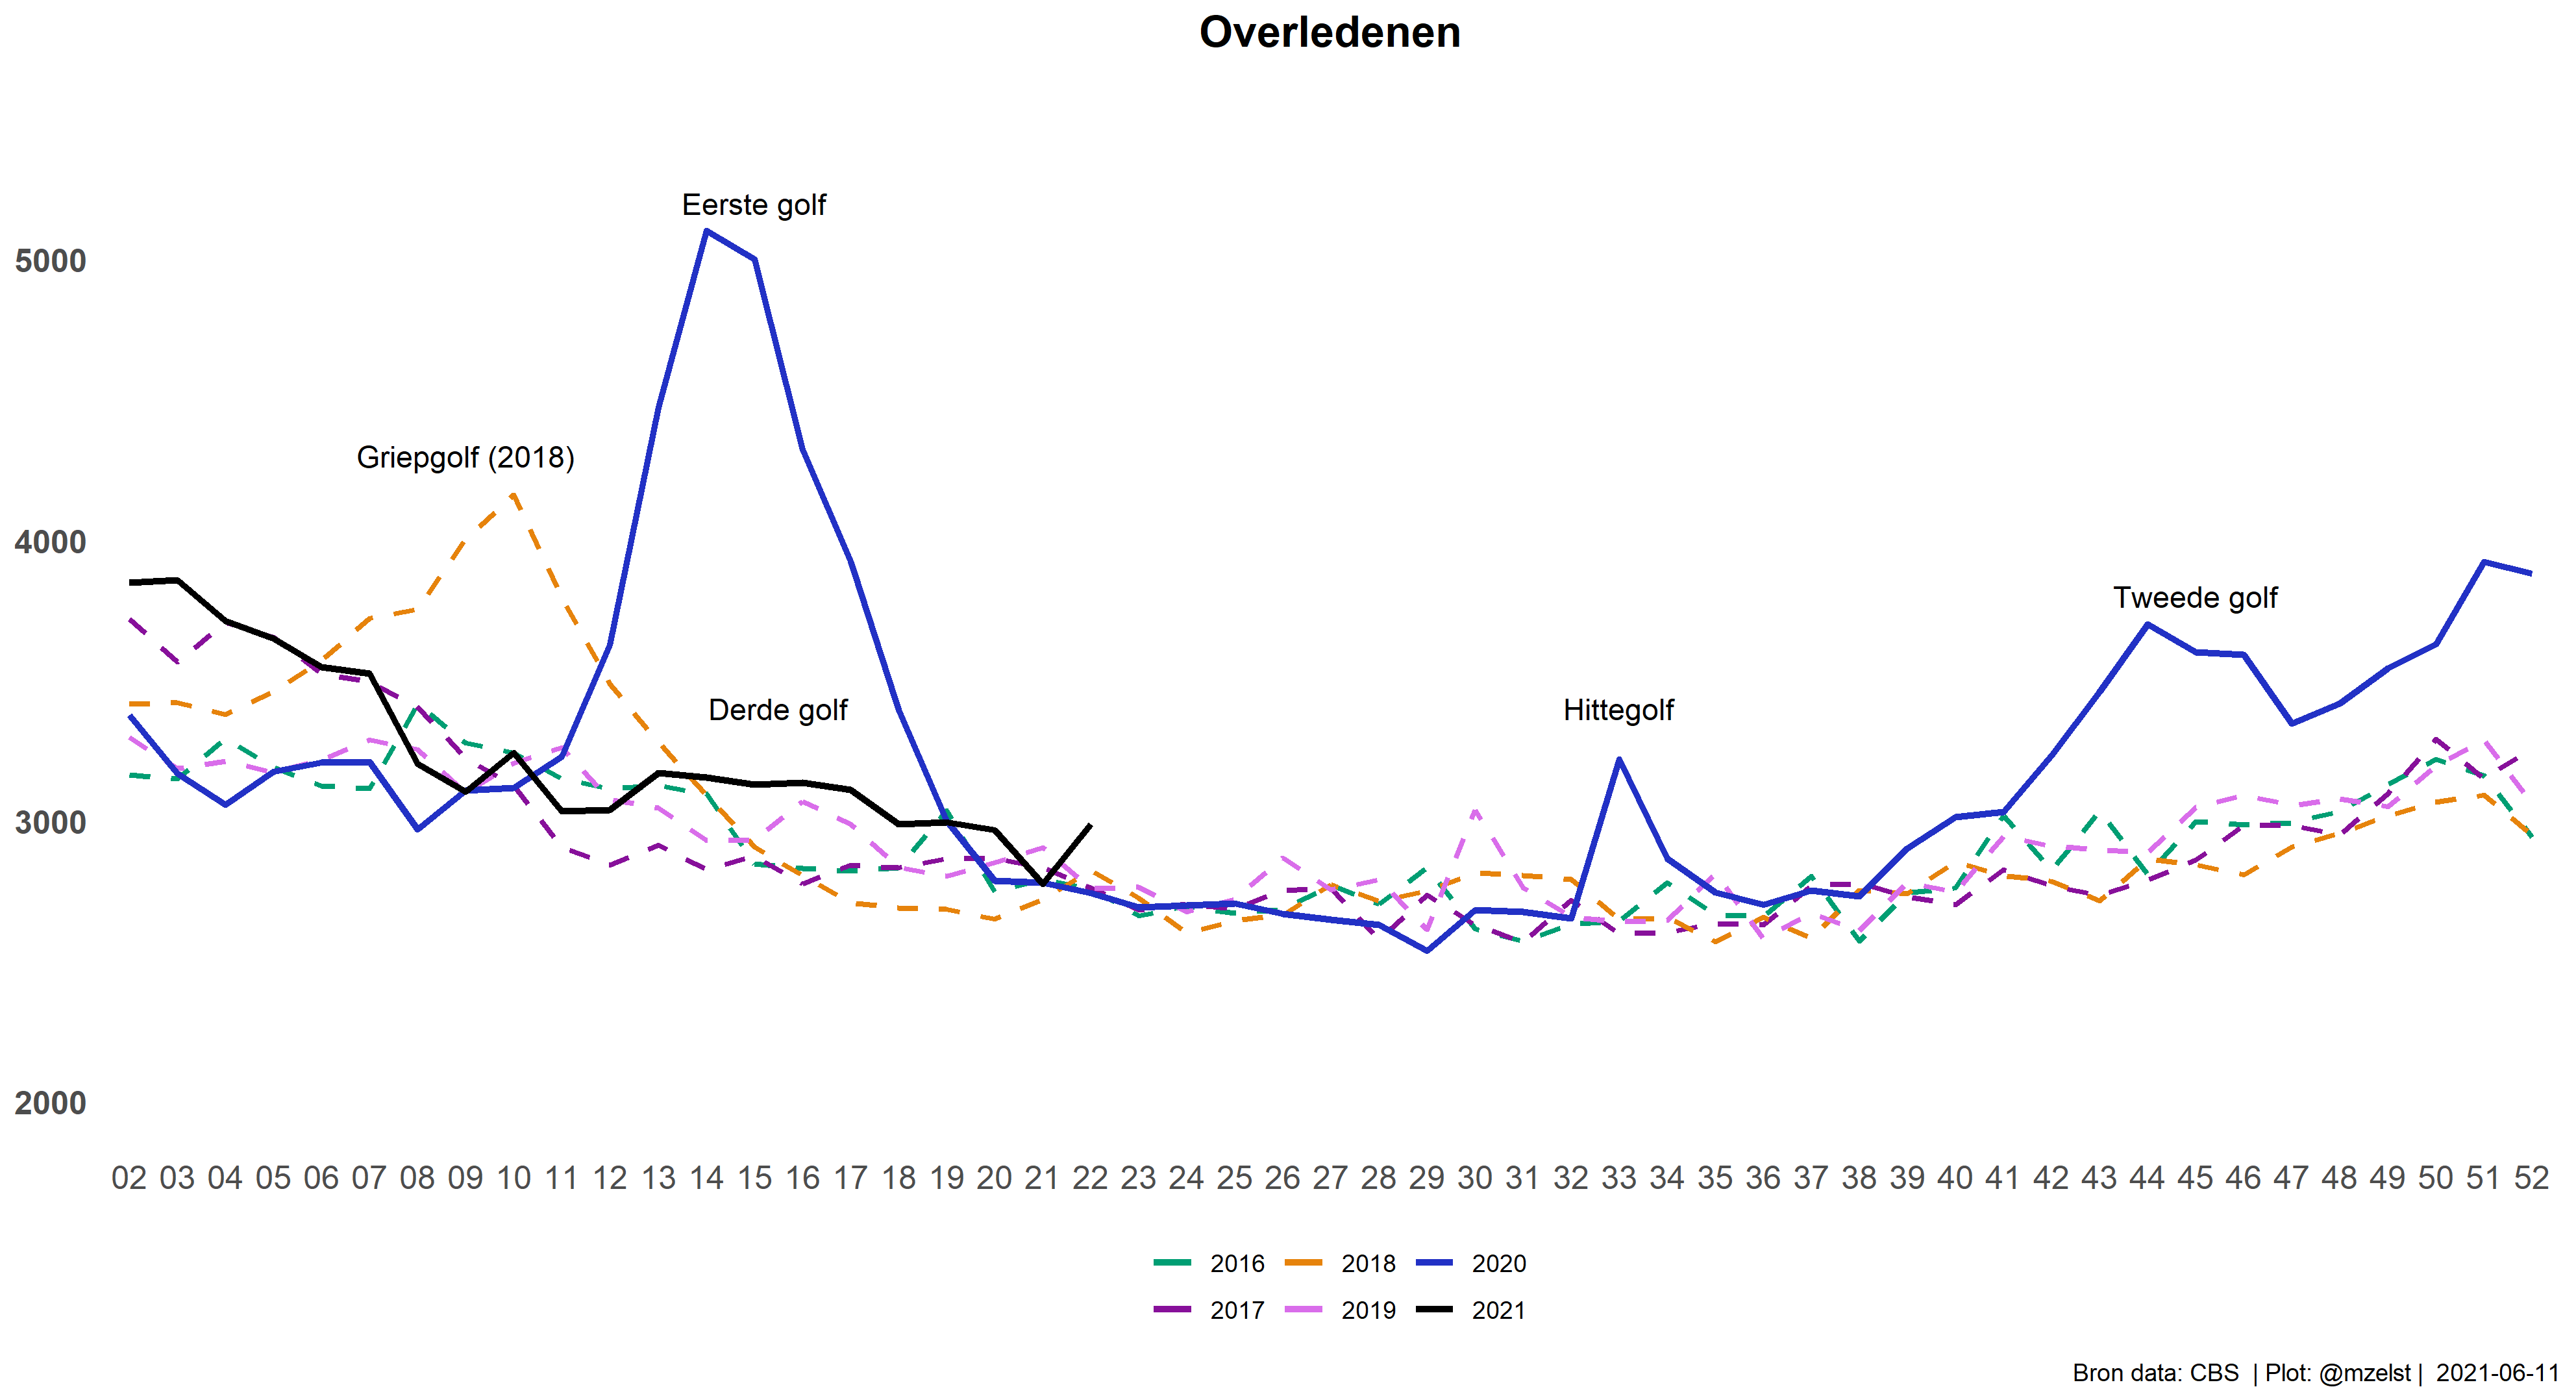 Overledenen
Eerste golf
5000
Griepgolf (2018)
4000
Tweede golf
Derde golf
Hittegolf
3000
2000
02 03 04 05 06 07 08 09 10 11 12 13 14 15 16 17 18 19 20 21 22 23 24 25 26 27 28 29 30 31 32 33 34 35 36 37 38 39 40 41 42 43 44 45 46 47 48 49 50 51 52
2016 2018 2020
2017 2019 2021
Bron data: CBS | Plot: @mzelst | 2021-06-11